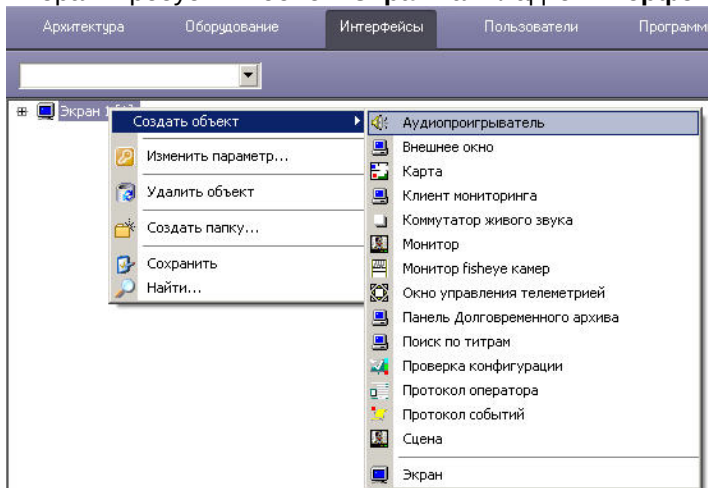 Архитектура Оборудование Интерфейсы Пользователи Программ
Экран 1
Создать объект
Изменить параметр...
Удалить объект
Создать папку...
Сохранить
Найти...
Аудиопроигрыватель
Внешнее окно
Карта
Клиент мониторинга
Коммутатор живого звука
Монитор
Монитор fisheye камер
Окно управления телеметрией
Панель Долговременного архива
Поиск по титрам
Проверка конфигурации
Протокол оператора
Протокол событий
Сцена
Экран